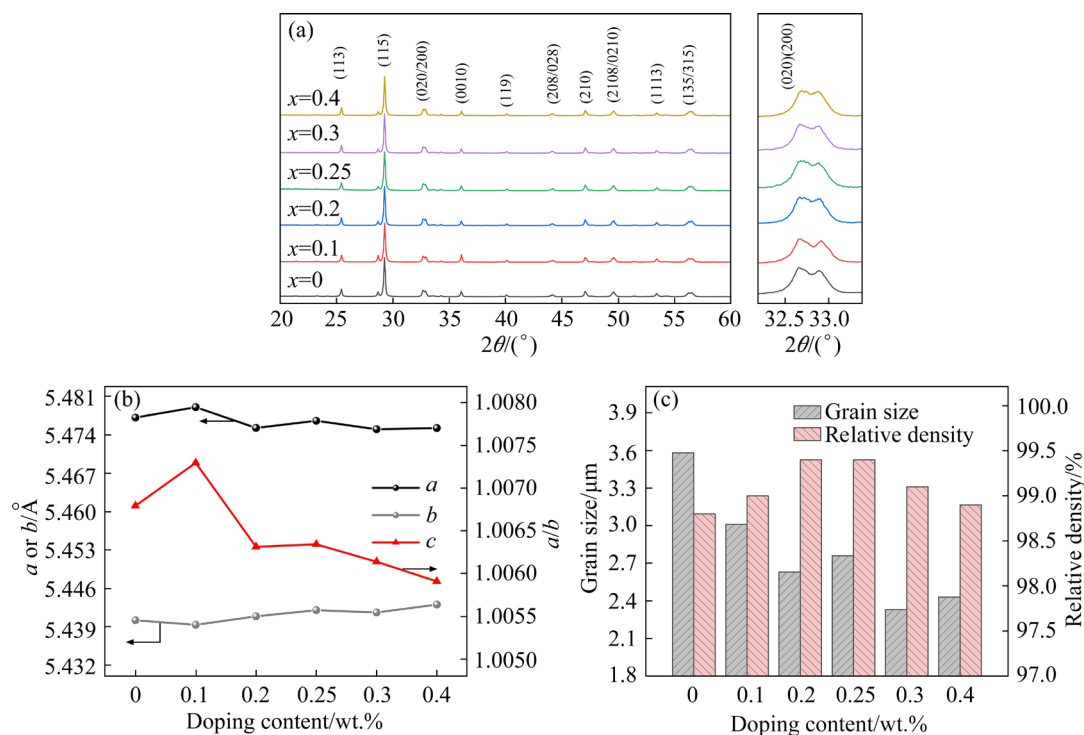 (a)
(113)
(115)
(020/200)
(0010)
(119)
(208/028)
(210)
(2108/0210)
(1113)
(135/315)
(020)(200)
x=0.4
x=0.3
x=0.25
x=0.2
x=0.1
x=0
20 25 30 35 40 45 50 55 60
2θ/(°)
32.5 33.0
2θ/(°)
(b)
5.481
5.474
5.467
5.460
5.453
5.446
5.439
5.432
a or b/Å
a
b
c
1.0080
1.0075
1.0070
1.0065
1.0060
1.0055
1.0050
a/b
0 0.1 0.2 0.25 0.3 0.4
Doping content/wt.%
(c)
3.9
3.6
3.3
3.0
2.7
2.4
2.1
1.8
Grain size/μm
Grain size
Relative density
100.0
99.5
99.0
98.5
98.0
97.5
97.0
Relative density/%
0 0.1 0.2 0.25 0.3 0.4
Doping content/wt.%